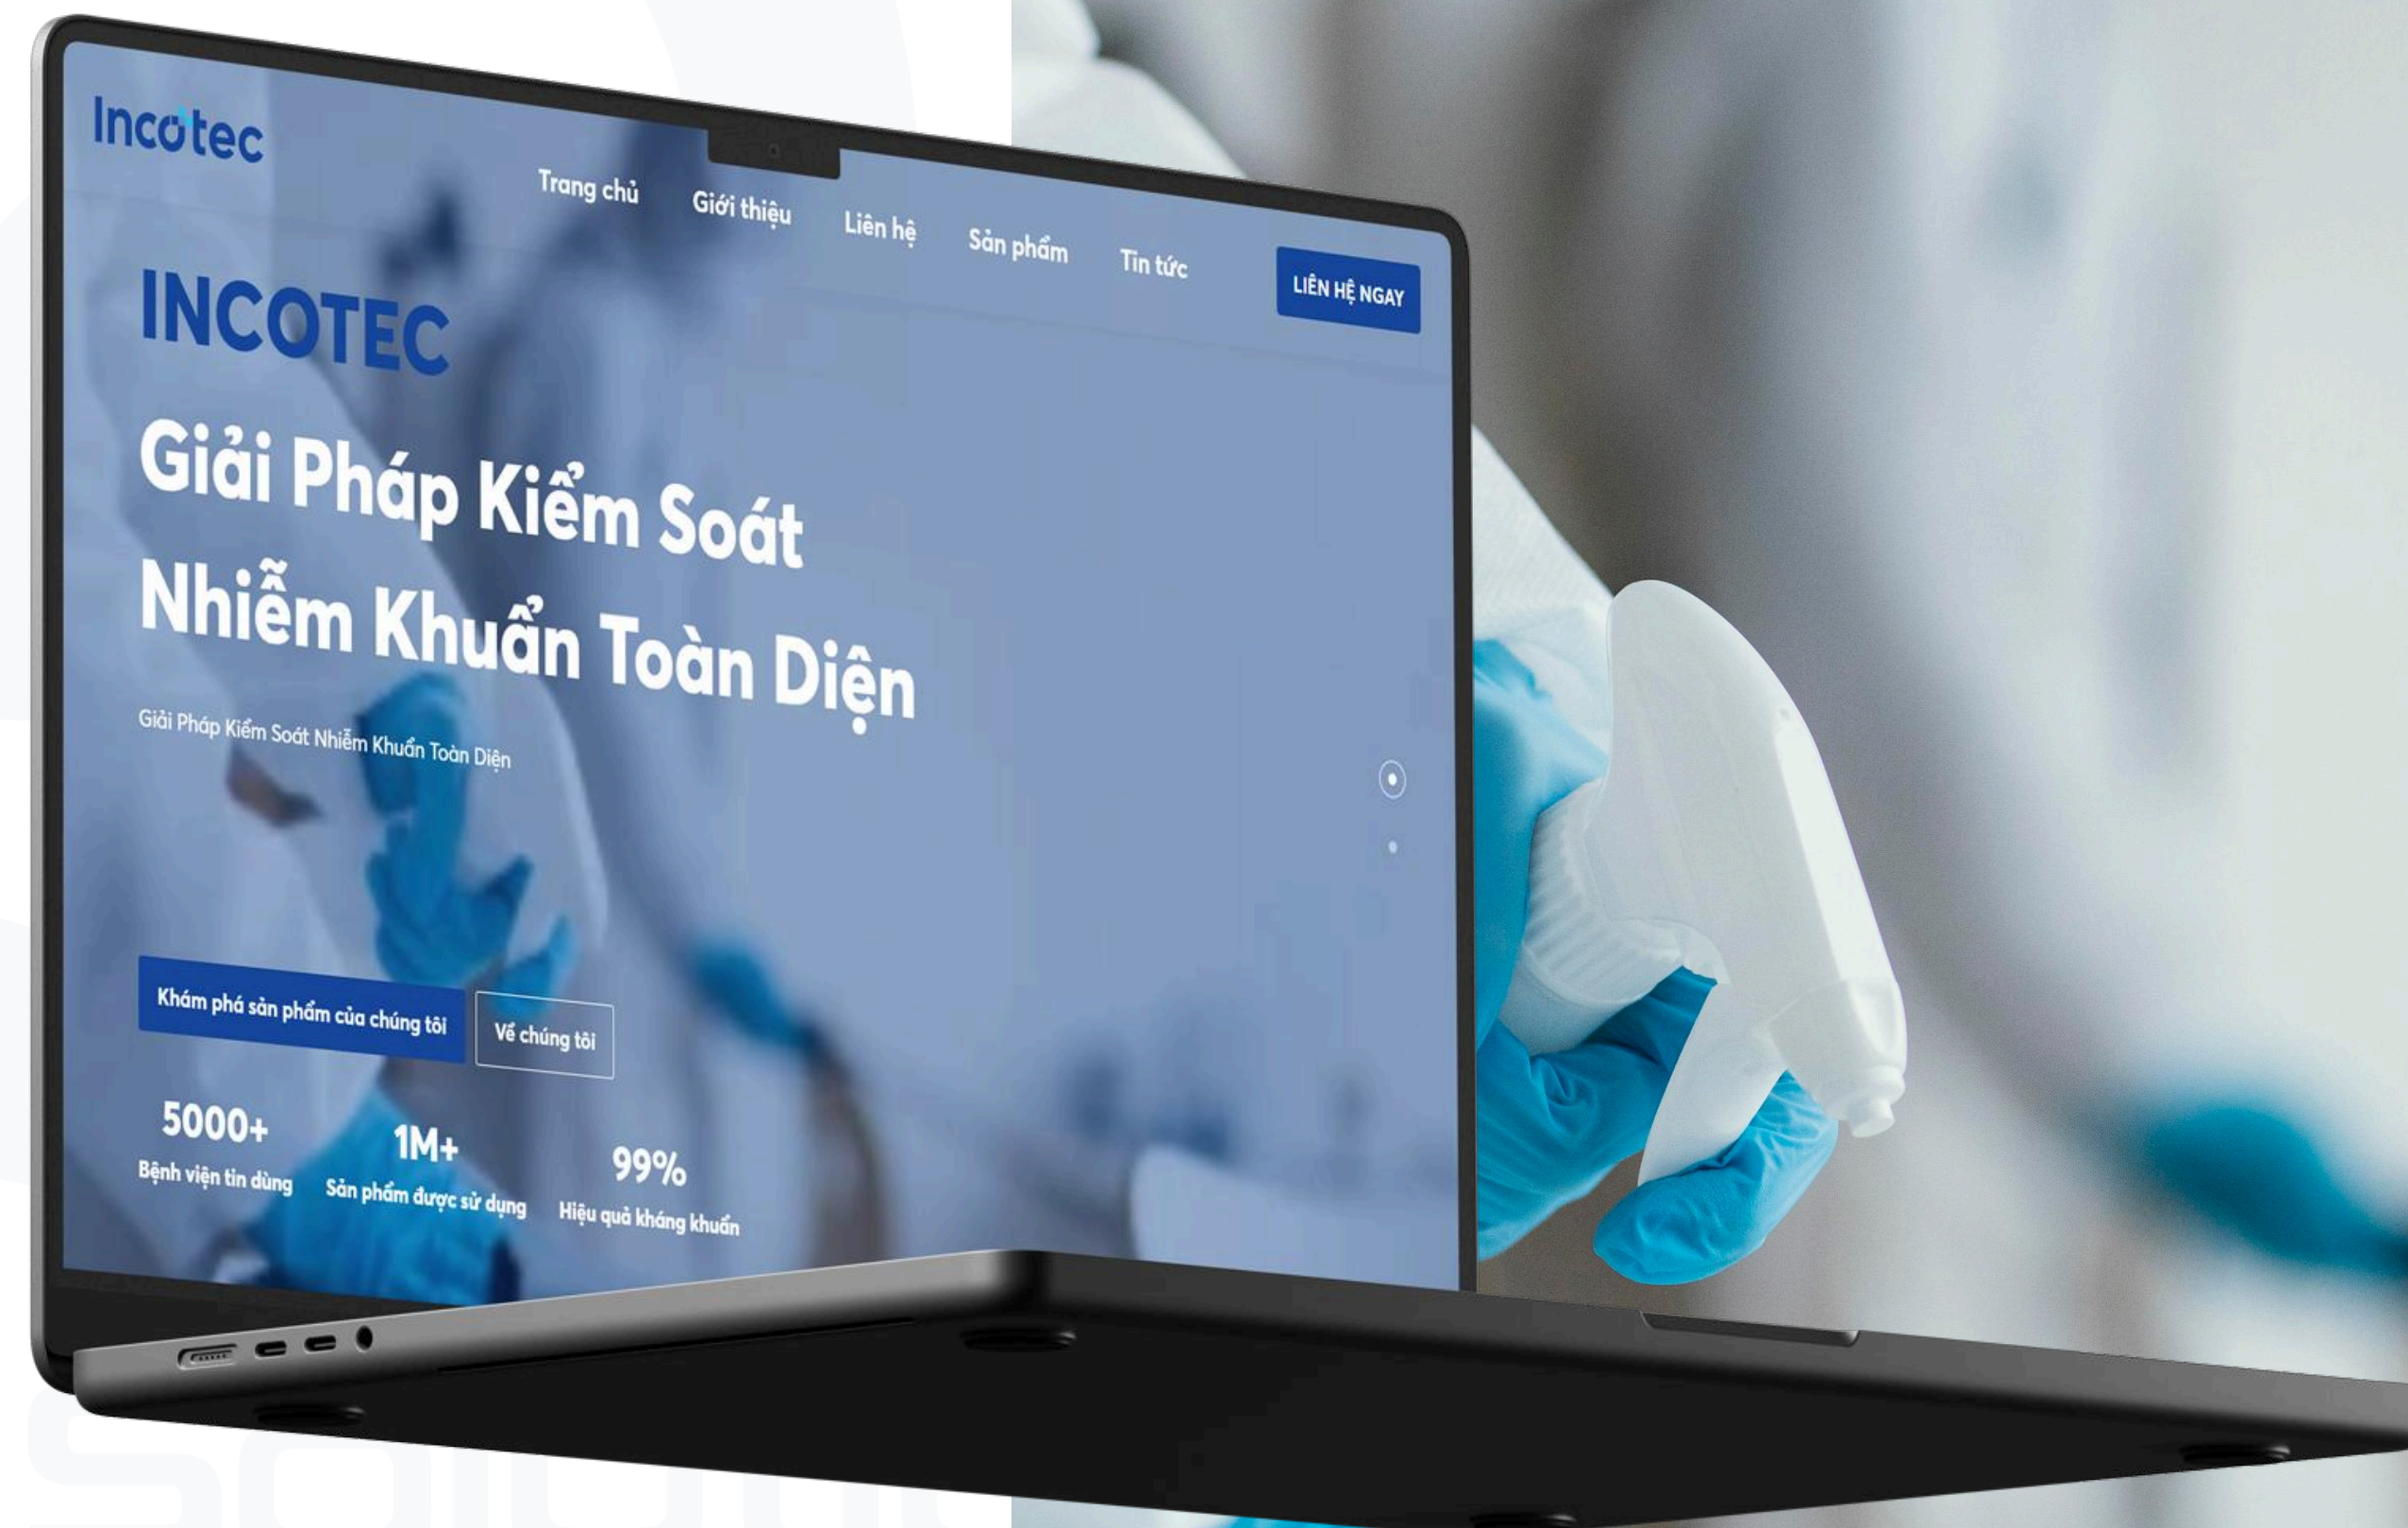 Incotec
Trang chủ
Giới thiệu
Liên hệ
Sản phẩm
Tin tức
LIÊN HỆ NGAY
INCOTEC
Giải Pháp Kiểm Soát
Nhiễm Khuẩn Toàn Diện
Giải Pháp Kiểm Soát Nhiễm Khuẩn Toàn Diện
Khám phá sản phẩm của chúng tôi
Về chúng tôi
5000+
Bệnh viện tin dùng
1M+
Sản phẩm được sử dụng
99%
Hiệu quả kháng khuẩn